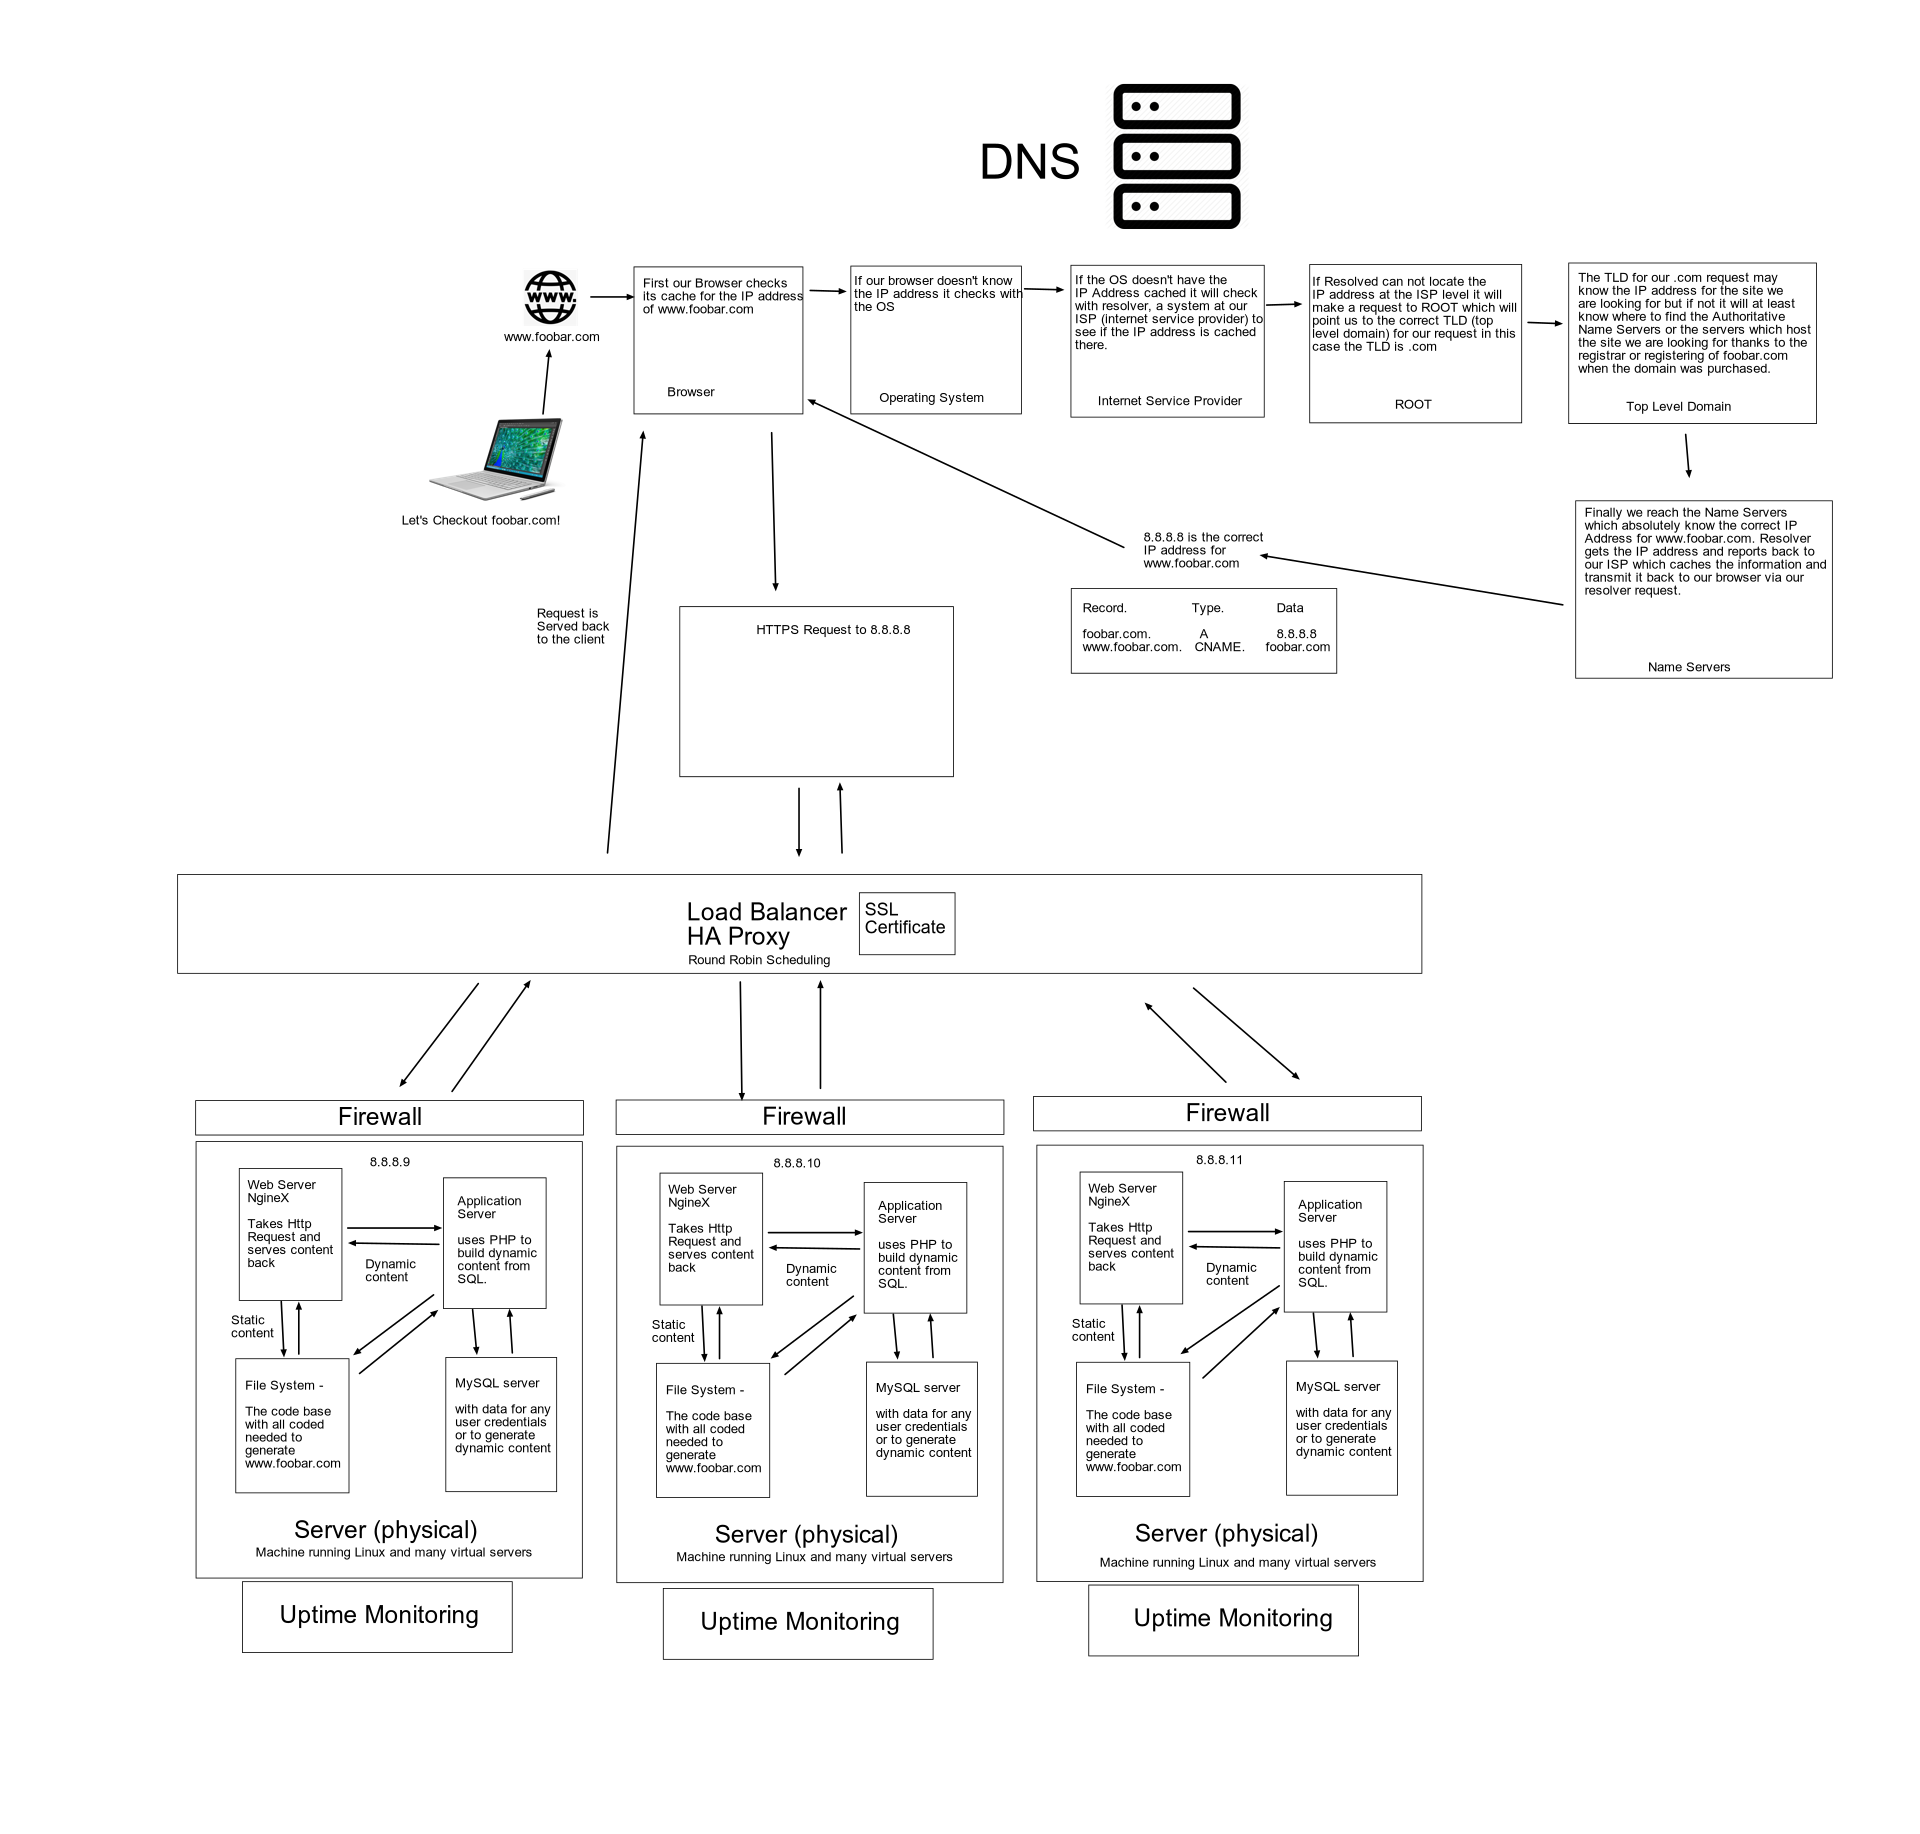 DNS
www.
www.foobar.com
Let's Checkout foobar.com!
First our Browser checks
its cache for the IP address
of www.foobar.com
Browser
If our browser doesn't know
the IP address it checks with
the OS
Operating System
If the OS doesn't have the
IP Address cached it will check
with resolver, a system at our
ISP (internet service provider) to
see if the IP address is cached
there.
Internet Service Provider
If Resolved can not locate the
IP address at the ISP level it will
make a request to ROOT which will
point us to the correct TLD (top
level domain) for our request in this
case the TLD is .com
ROOT
The TLD for our .com request may
know the IP address for the site we
are looking for but if not it will at least
know where to find the Authoritative
Name Servers or the servers which host
the site we are looking for thanks to the
registrar or registering of foobar.com
when the domain was purchased.
Top Level Domain
Finally we reach the Name Servers
which absolutely know the correct IP
Address for www.foobar.com. Resolver
gets the IP address and reports back to
our ISP which caches the information and
transmit it back to our browser via our
resolver request.
Name Servers
8.8.8.8 is the correct
IP address for
www.foobar.com
Record. Type. Data
foobar.com. A 8.8.8.8
www.foobar.com. CNAME. foobar.com
Request is
Served back
to the client
HTTPS Request to 8.8.8.8
Load Balancer
HA Proxy
Round Robin Scheduling
SSL
Certificate
Firewall
8.8.8.9
Web Server
NgineX
Takes Http
Request and
serves content
back
Application
Server
uses PHP to
build dynamic
content from
SQL.
Dynamic
content
Static
content
File System -
The code base
with all coded
needed to
generate
www.foobar.com
MySQL server
with data for any
user credentials
or to generate
dynamic content
Server (physical)
Machine running Linux and many virtual servers
Uptime Monitoring
Firewall
8.8.8.10
Web Server
NgineX
Takes Http
Request and
serves content
back
Application
Server
uses PHP to
build dynamic
content from
SQL.
Dynamic
content
Static
content
File System -
The code base
with all coded
needed to
generate
www.foobar.com
MySQL server
with data for any
user credentials
or to generate
dynamic content
Server (physical)
Machine running Linux and many virtual servers
Uptime Monitoring
Firewall
8.8.8.11
Web Server
NgineX
Takes Http
Request and
serves content
back
Application
Server
uses PHP to
build dynamic
content from
SQL.
Dynamic
content
Static
content
File System -
The code base
with all coded
needed to
generate
www.foobar.com
MySQL server
with data for any
user credentials
or to generate
dynamic content
Server (physical)
Machine running Linux and many virtual servers
Uptime Monitoring